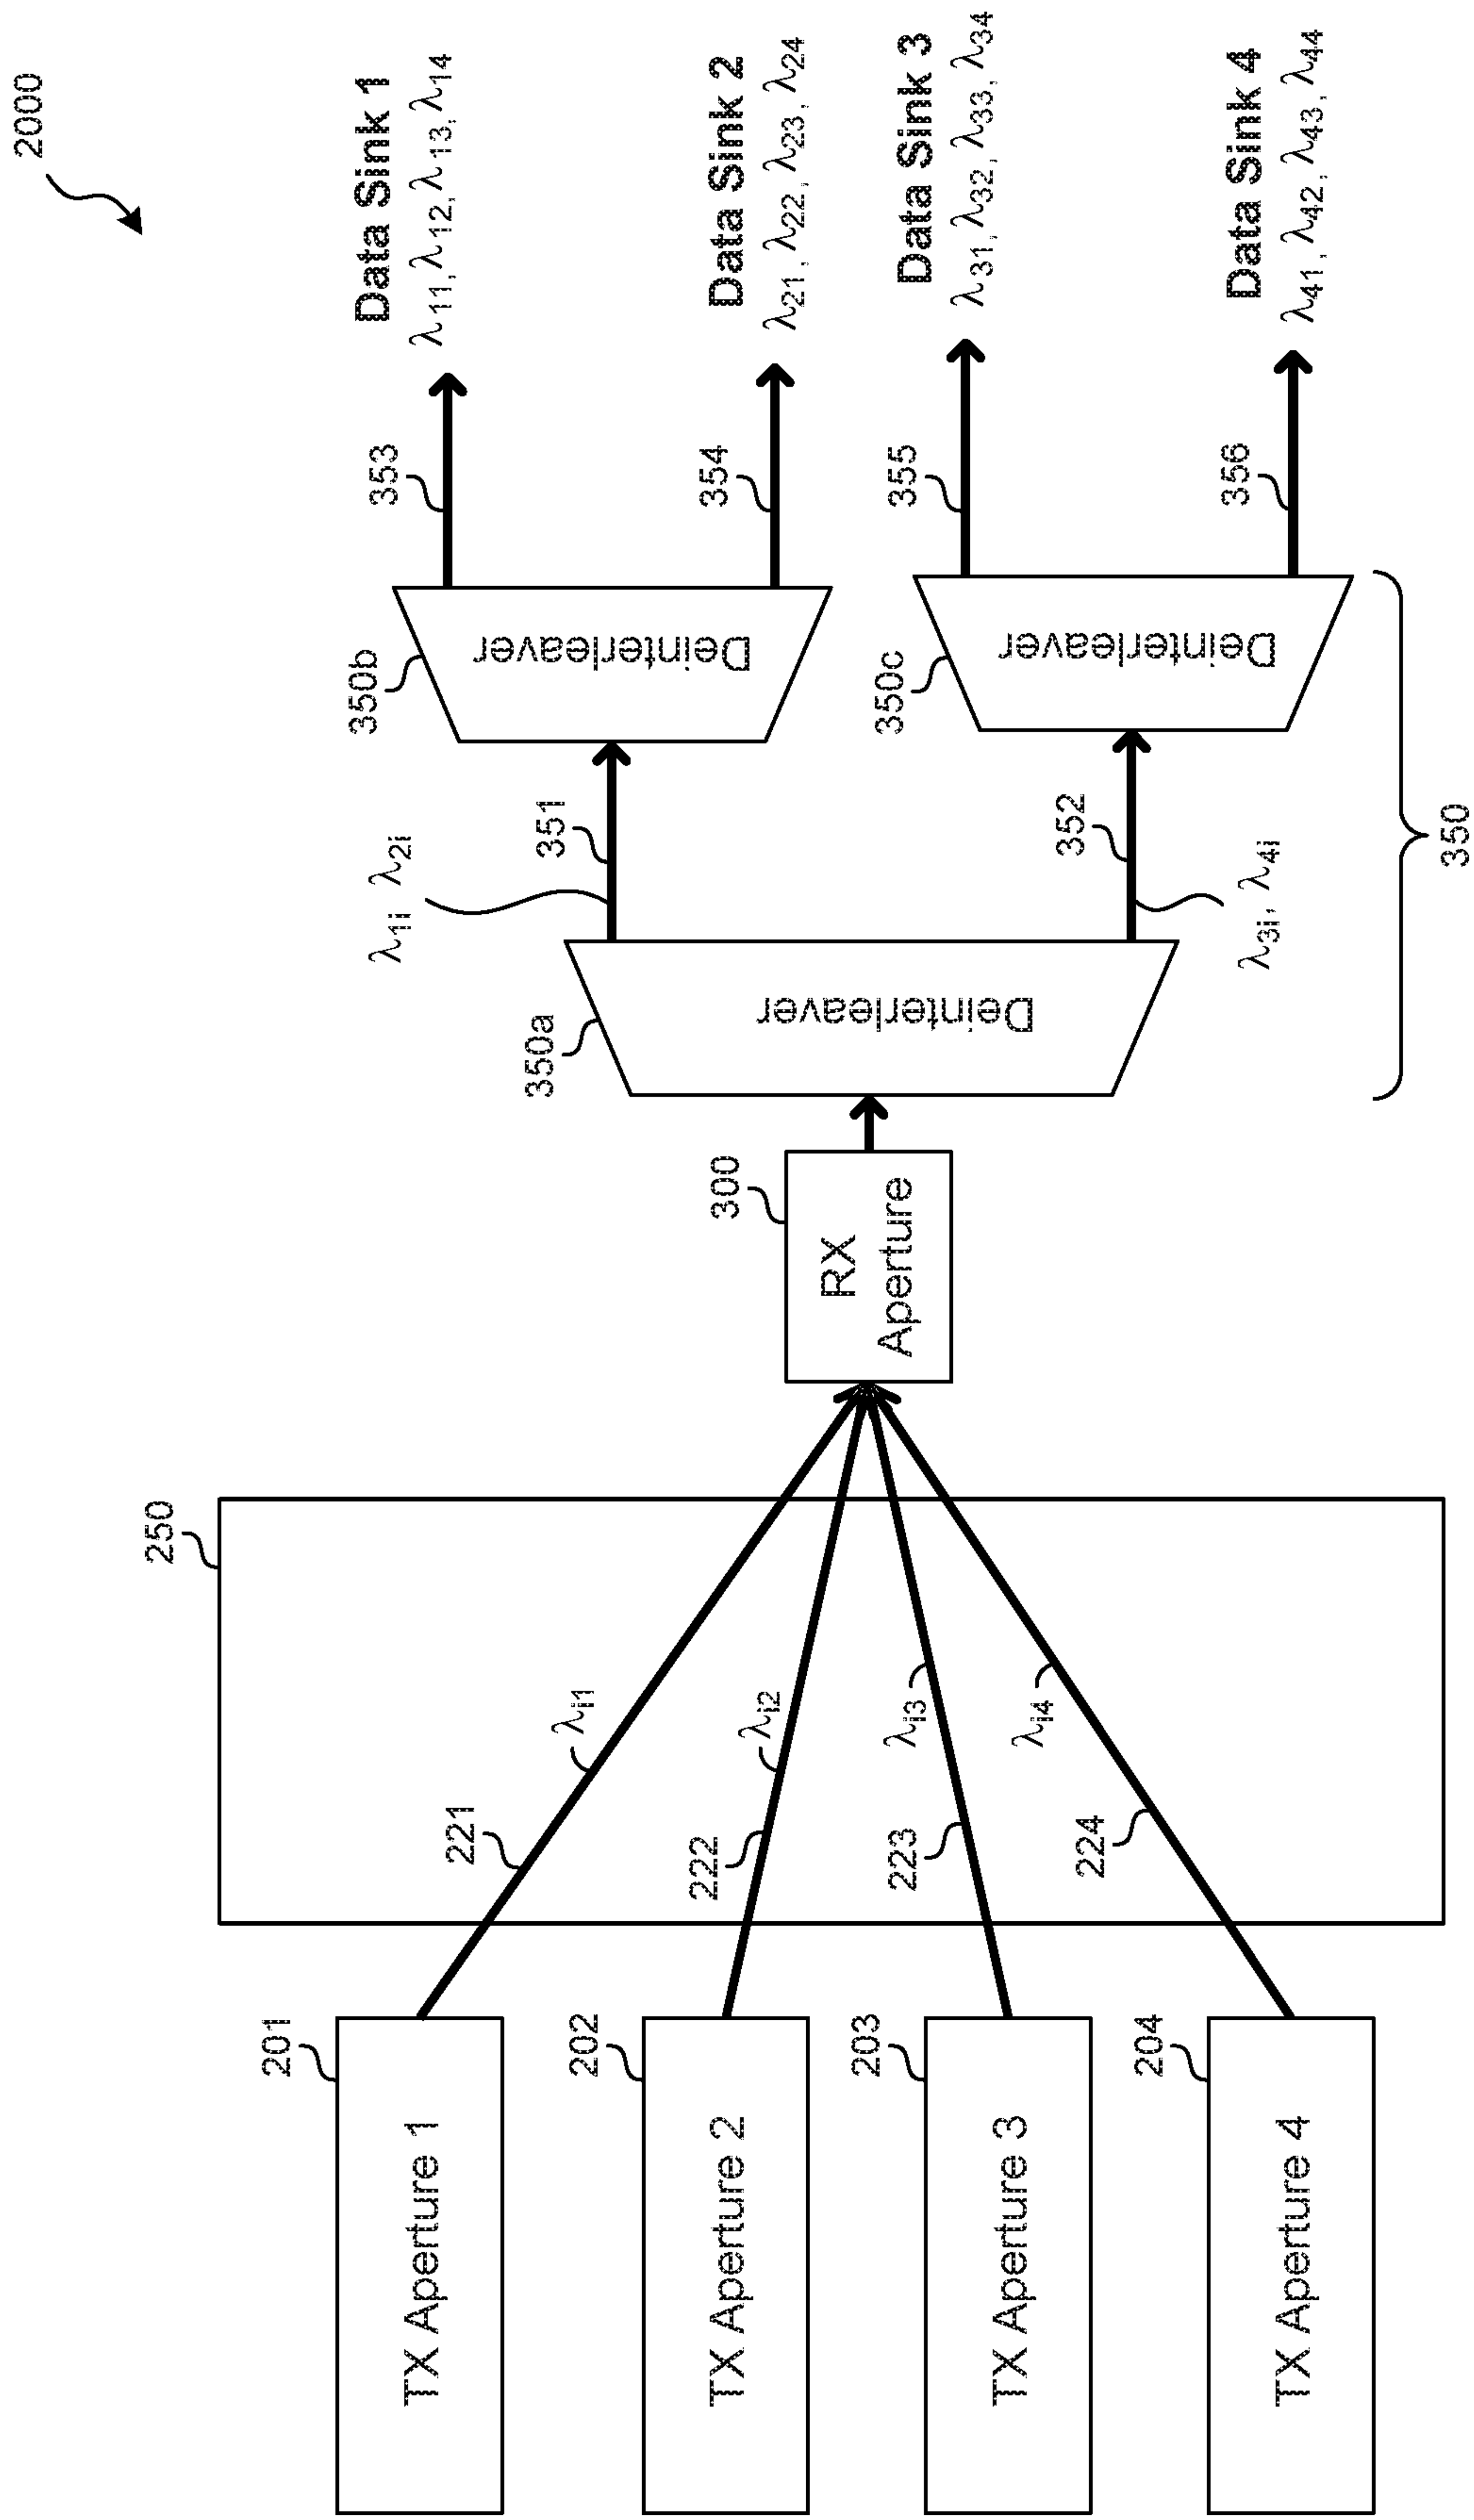 2000
TX Aperture 1
201
TX Aperture 2
202
TX Aperture 3
203
TX Aperture 4
204
250
221
λi1
222
λi2
223
λi3
224
λi4
300
RX
Aperture
350a
Deinterleaver
λ1i λ2i
351
352
λ3i, λ4i
350b
Deinterleaver
350c
Deinterleaver
350
353
Data Sink 1
λ11, λ12, λ13, λ14
354
Data Sink 2
λ21, λ22, λ23, λ24
355
Data Sink 3
λ31, λ32, λ33, λ34
356
Data Sink 4
λ41, λ42, λ43, λ44